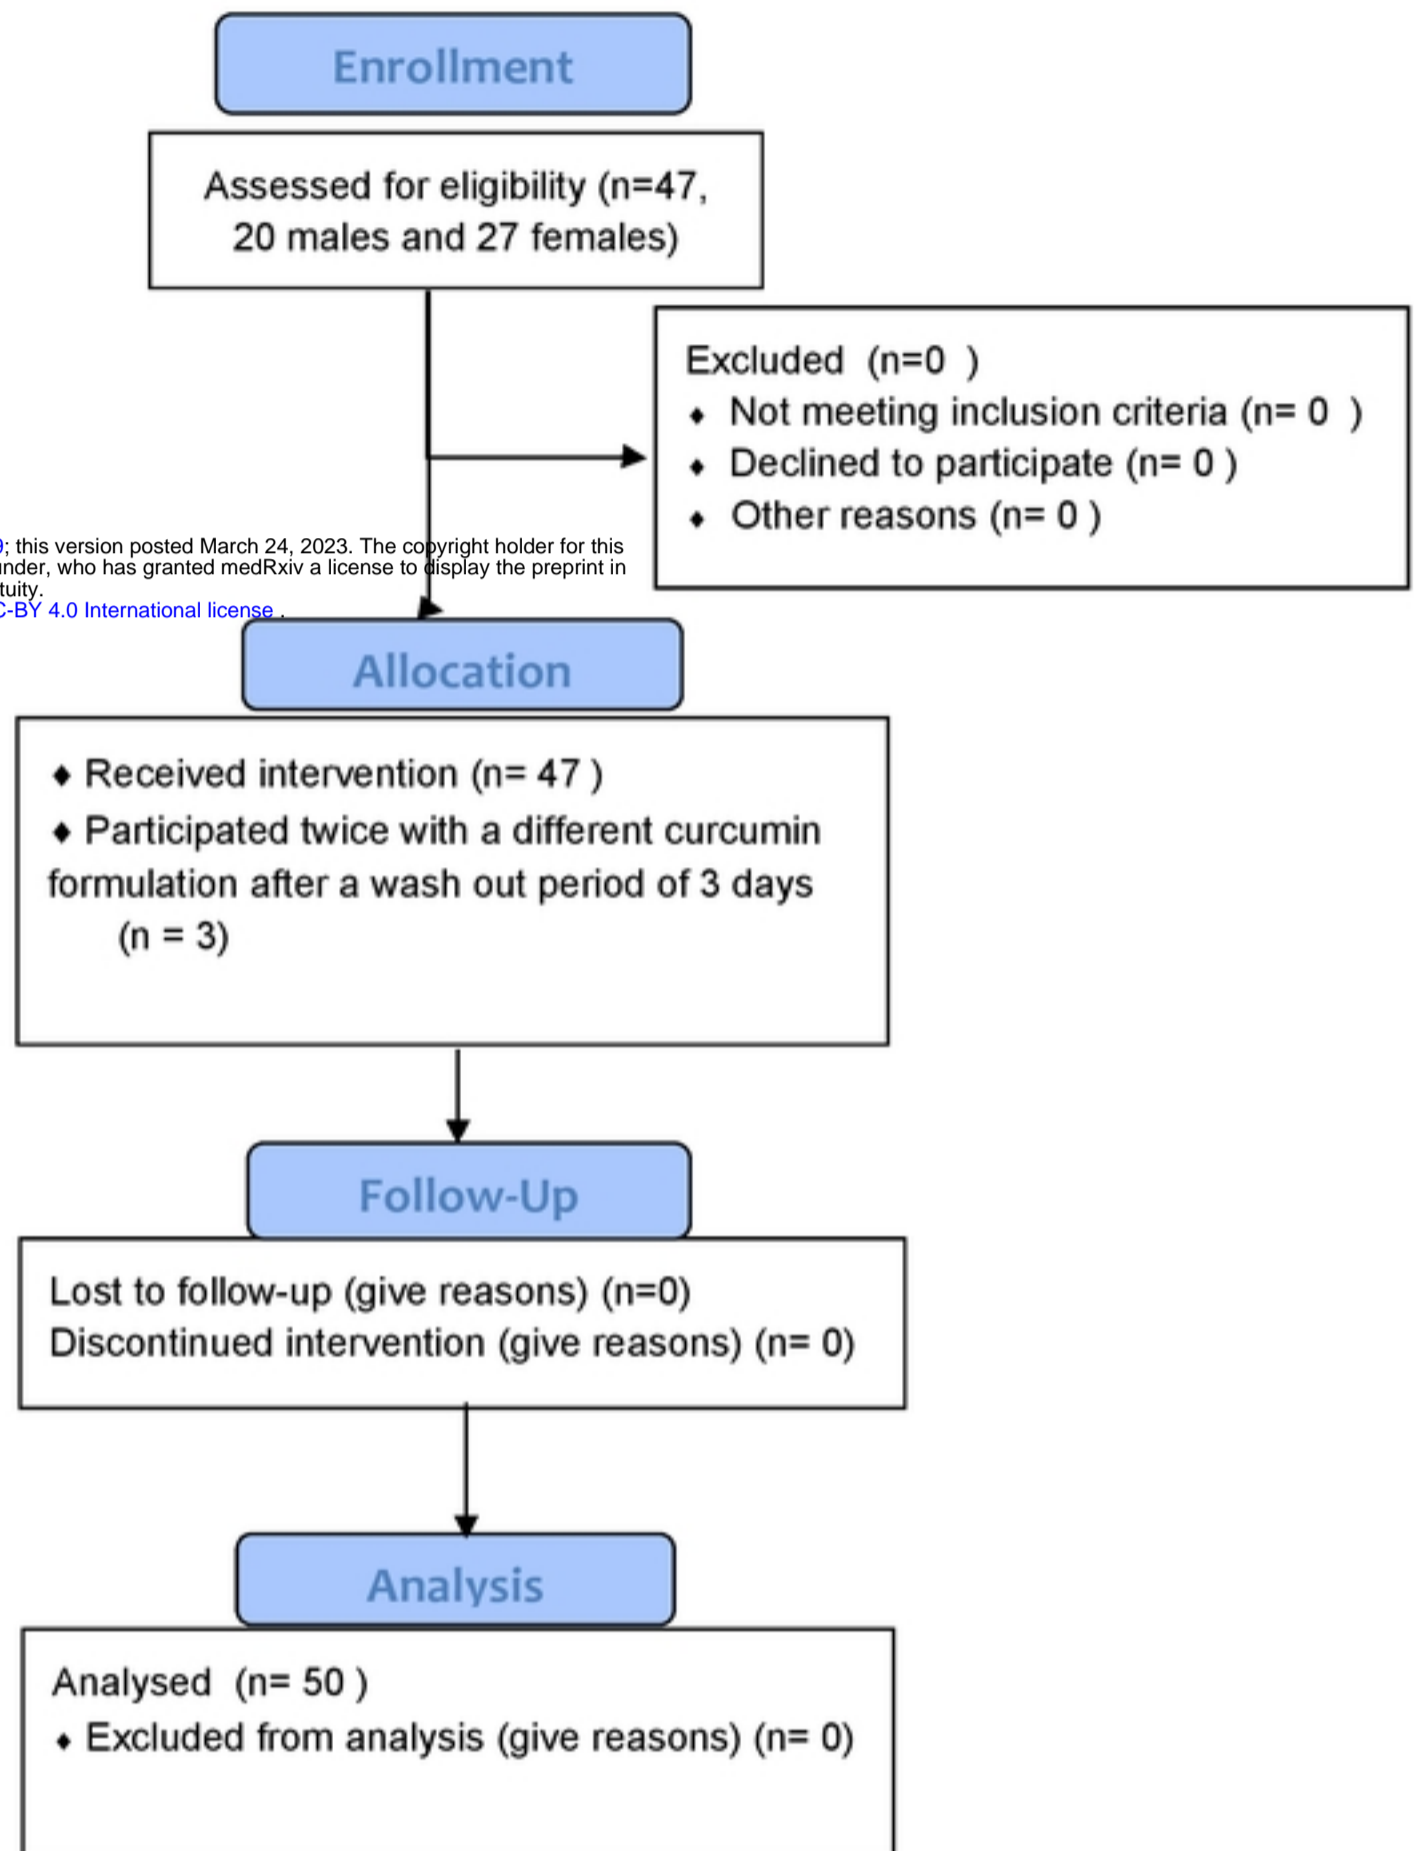 Enrollment
Assessed for eligibility (n=47,
20 males and 27 females)
Excluded  (n=0  )
♦ Not meeting inclusion criteria (n= 0  )
♦ Declined to participate (n= 0 )
♦ Other reasons (n= 0 )
; this version posted March 24, 2023. The copyright holder for this
under, who has granted medRxiv a license to display the preprint in
tuity.
C-BY 4.0 International license .
Allocation
♦ Received intervention (n= 47 )
♦ Participated twice with a different curcumin
formulation after a wash out period of 3 days
(n = 3)
Follow-Up
Lost to follow-up (give reasons) (n=0)
Discontinued intervention (give reasons) (n= 0)
Analysis
Analysed  (n= 50 )
♦ Excluded from analysis (give reasons) (n= 0)